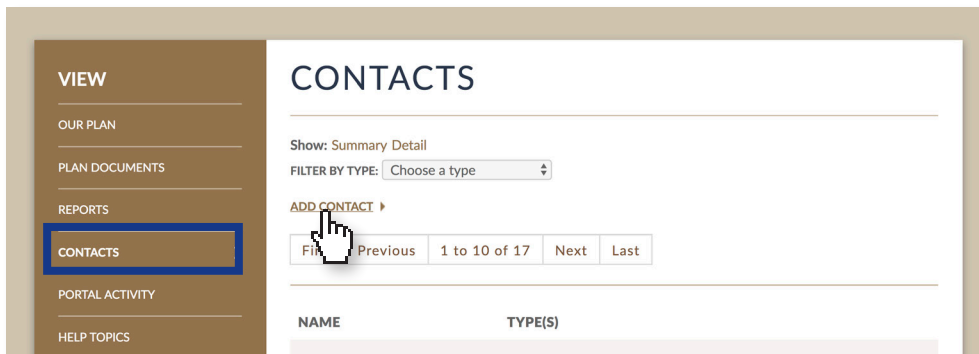 VIEW
OUR PLAN
PLAN DOCUMENTS
REPORTS
CONTACTS
PORTAL ACTIVITY
HELP TOPICS
CONTACTS
Show: Summary Detail
FILTER BY TYPE: Choose a type
ADD CONTACT
Previous 1 to 10 of 17 Next Last
NAME TYPE(S)